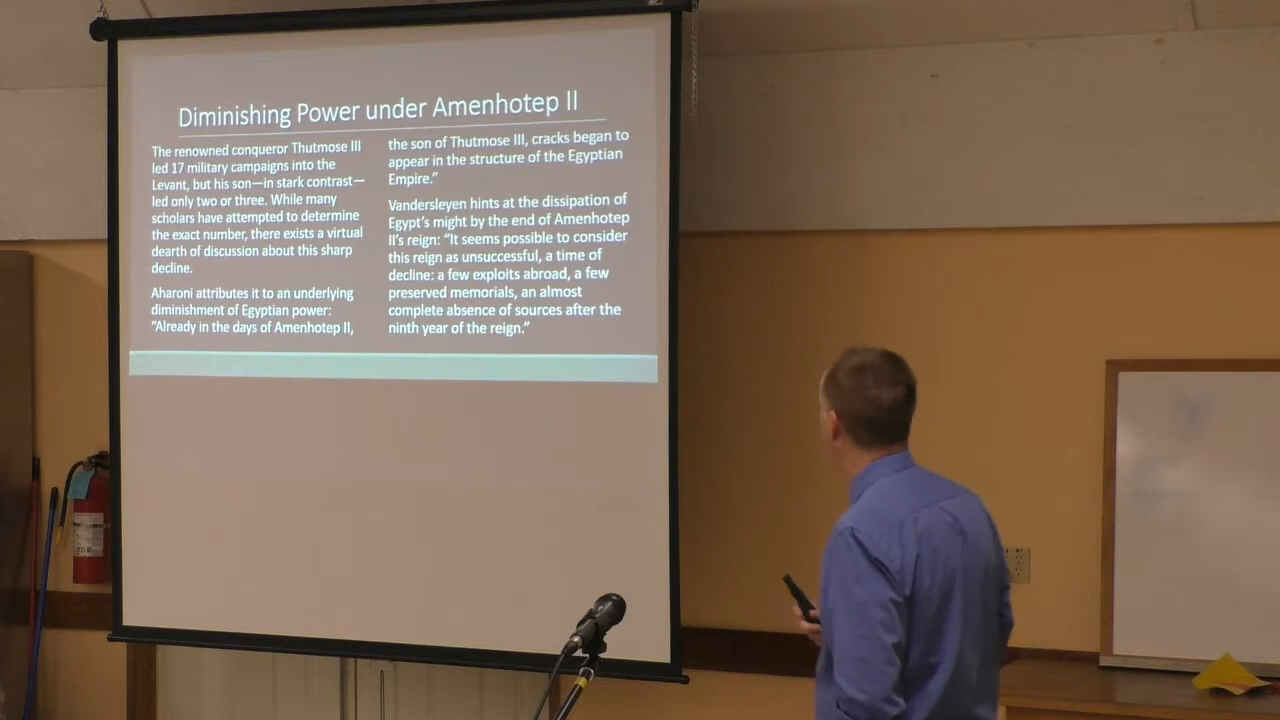 Diminishing Power under Amenhotep II
The renowned conqueror Thutmose III
led 17 military campaigns into the
Levant, but his son—in stark contrast—
led only two or three. While many
scholars have attempted to determine
the exact number, there exists a virtual
dearth of discussion about this sharp
decline.
Aharoni attributes it to an underlying
diminishment of Egyptian power:
“Already in the days of Amenhotep II,
the son of Thutmose III, cracks began to
appear in the structure of the Egyptian
Empire.”
Vandersleyen hints at the dissipation of
Egypt’s might by the end of Amenhotep
II’s reign: “It seems possible to consider
this reign as unsuccessful, a time of
decline: a few exploits abroad, a few
preserved memorials, an almost
complete absence of sources after the
ninth year of the reign.”